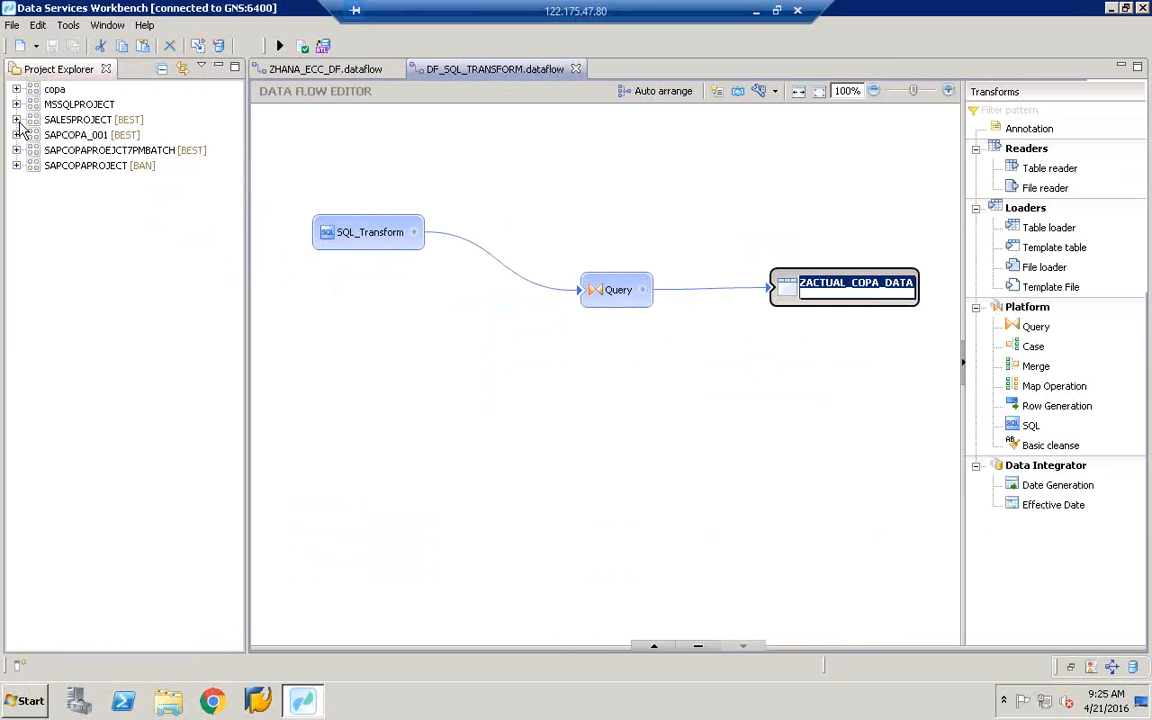 Data Services Workbench [connected to GNS:6400]
122.175.47.80
File Edit Tools Window Help
Project Explorer
ZHANA_ECC_DF.dataflow
DF_SQL_TRANSFORM.dataflow
DATA FLOW EDITOR
Auto arrange
100%
copa
MSSQLPROJECT
SALESPROJECT [BEST]
SAPCOPA_001 [BEST]
SAPCOPAPROEJCT7PMBATCH [BEST]
SAPCOPAPROJECT [BAN]
SQL_Transform
Query
ZACTUAL_COPA_DATA
Transforms
Filter pattern
Annotation
Readers
Table reader
File reader
Loaders
Table loader
Template table
File loader
Template File
Platform
Query
Case
Merge
Map Operation
Row Generation
SQL
Basic cleanse
Data Integrator
Date Generation
Effective Date
Start
9:25 AM
4/21/2016